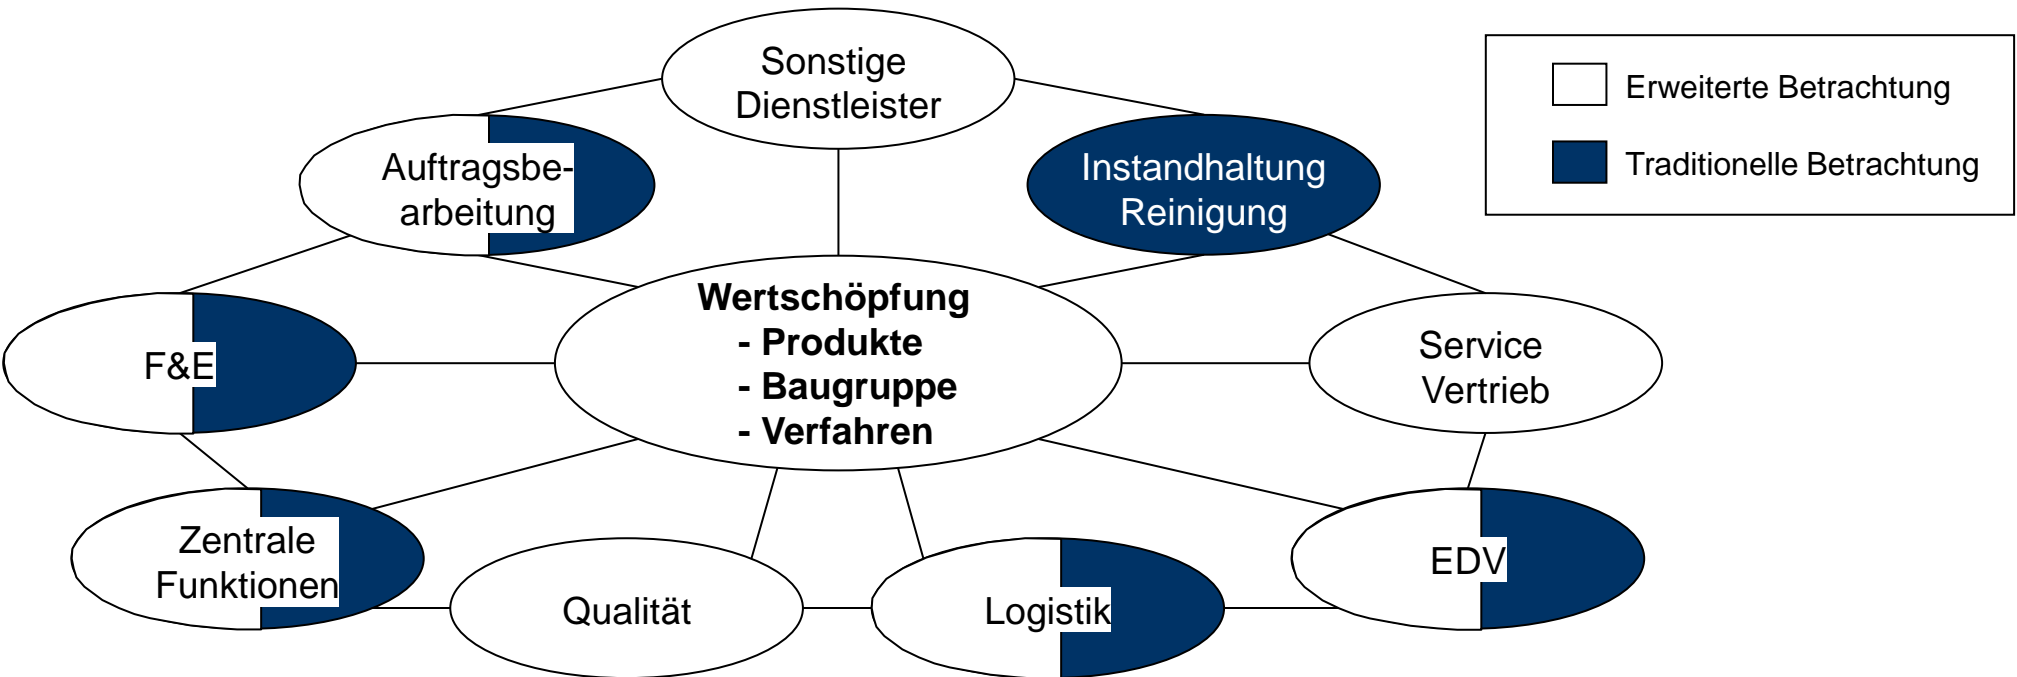 Sonstige
Dienstleister
Erweiterte Betrachtung
Traditionelle Betrachtung
Auftragsbe-
arbeitung
Instandhaltung
Reinigung
Wertschöpfung
- Produkte
- Baugruppe
- Verfahren
F&E
Service
Vertrieb
Zentrale
Funktionen
Qualität
Logistik
EDV